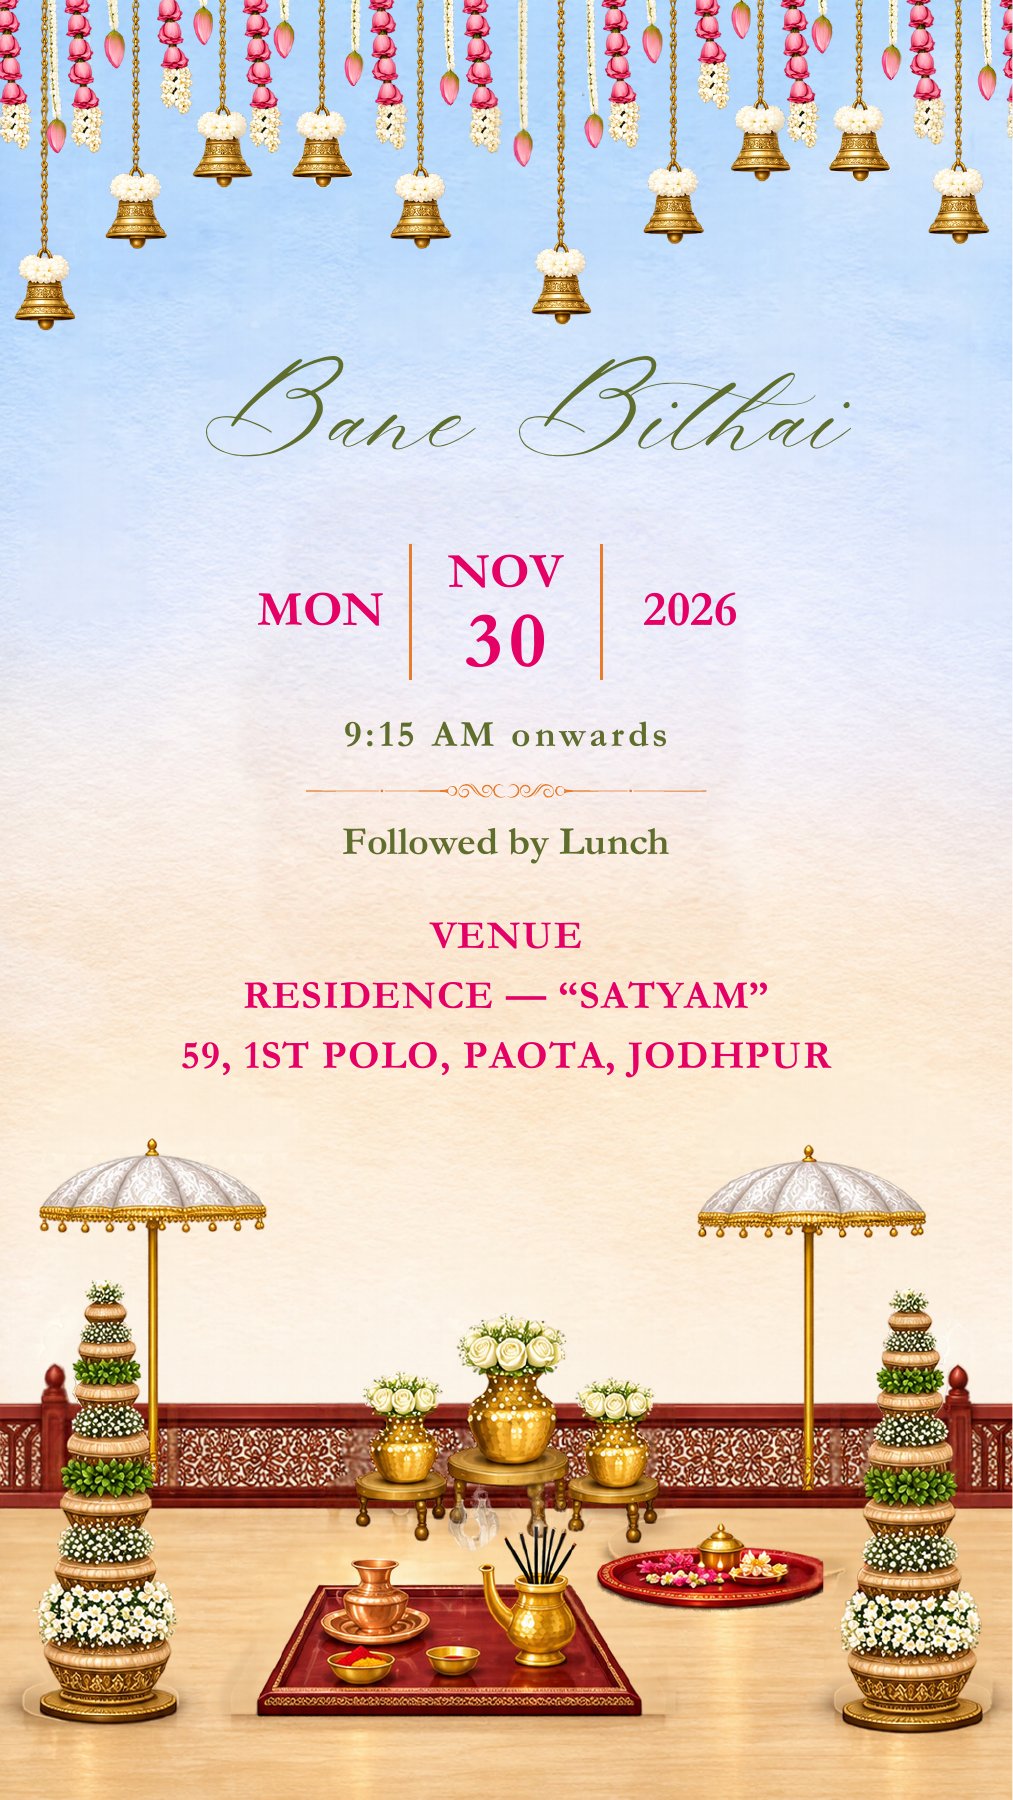 Bane Bithai
MON
NOV
30
2026
9:15 AM onwards
Followed by Lunch
VENUE
RESIDENCE — “SATYAM”
59, 1ST POLO, PAOTA, JODHPUR